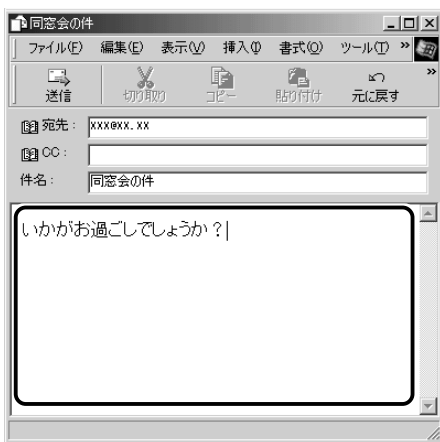 同窓会の件
ファイル(F) 編集(E) 表示(V) 挿入(I) 書式(O) ツール(T) »
送信 切り取り コピー 貼り付け 元に戻す »
宛先： xxx@xx.xx
CC：
件名： 同窓会の件
いかがお過ごしでしょうか？